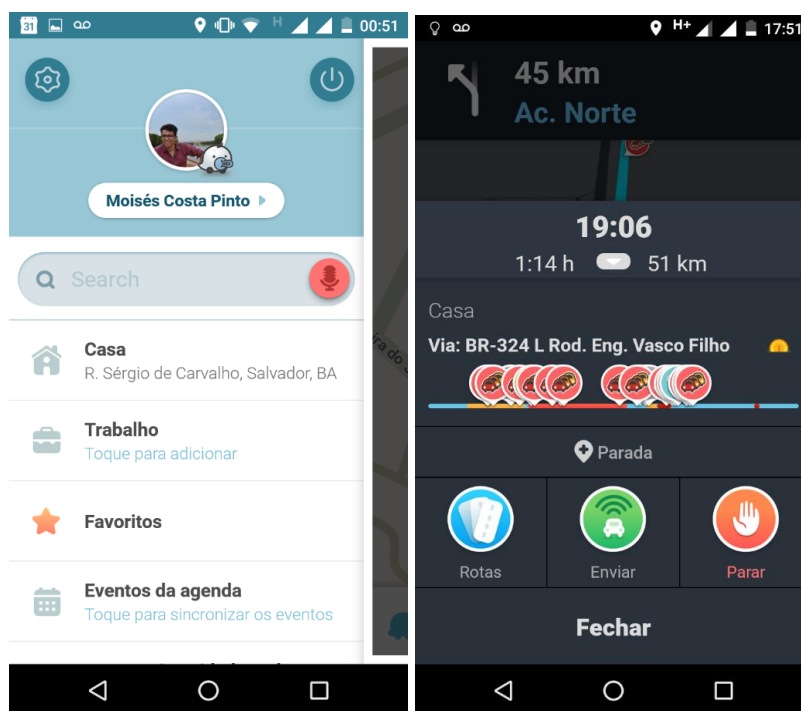 31
H
00:51
Moisés Costa Pinto
Search
Casa
R. Sérgio de Carvalho, Salvador, BA
Trabalho
Toque para adicionar
Favoritos
Eventos da agenda
Toque para sincronizar os eventos
H+
17:51
45 km
Ac. Norte
19:06
1:14 h
51 km
Casa
Via: BR-324 L Rod. Eng. Vasco Filho
Parada
Rotas
Enviar
Parar
Fechar